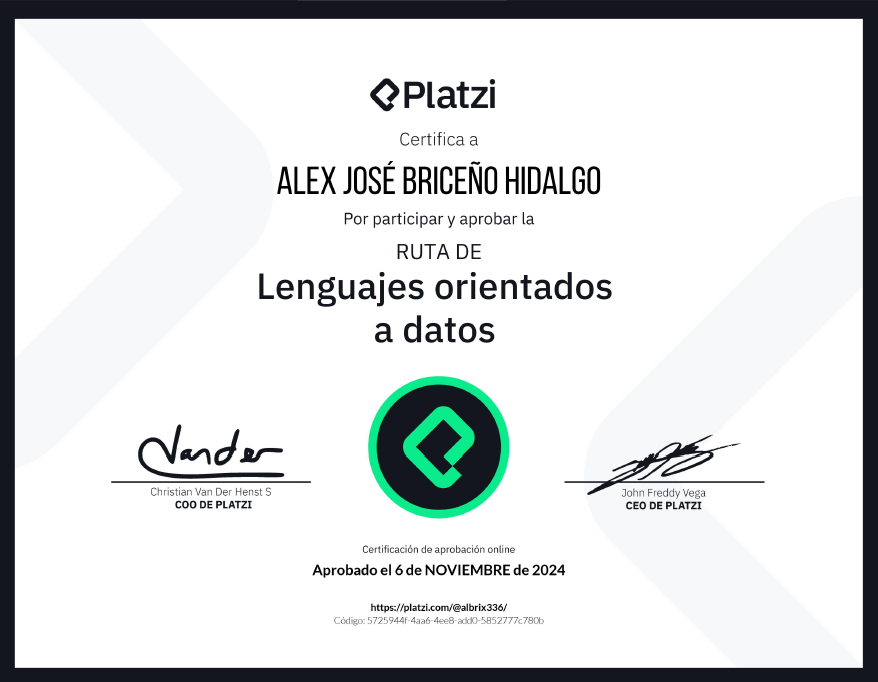 Platzi
Certifica a
ALEX JOSÉ BRICEÑO HIDALGO
Por participar y aprobar la
RUTA DE
Lenguajes orientados
a datos
Vander
Christian Van Der Henst S
COO DE PLATZI
John Freddy Vega
CEO DE PLATZI
Certificación de aprobación online
Aprobado el 6 de NOVIEMBRE de 2024
https://platzi.com/@albrix336/
Código: 5725944f-4aa6-4ee8-add0-5852777c780b